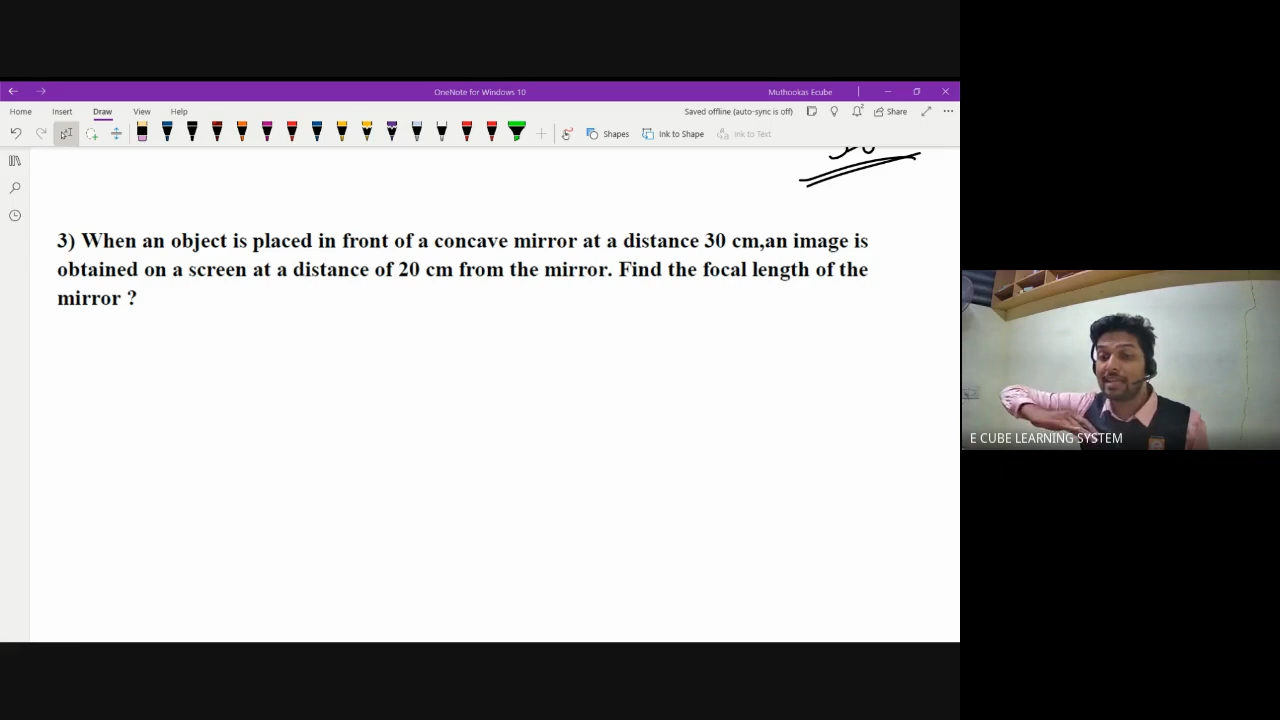 OneNote for Windows 10
Muthookas Ecube
Home Insert Draw View Help
Saved offline (auto-sync is off)
Share
Shapes
Ink to Shape
Ink to Text
3) When an object is placed in front of a concave mirror at a distance 30 cm,an image is
obtained on a screen at a distance of 20 cm from the mirror. Find the focal length of the
mirror ?
E CUBE LEARNING SYSTEM